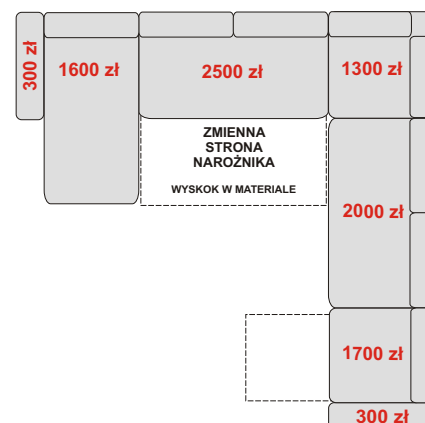 300 zł
1600 zł
2500 zł
1300 zł
ZMIENNA
STRONA
NAROŻNIKA
WYSKOK W MATERIALE
2000 zł
1700 zł
300 zł